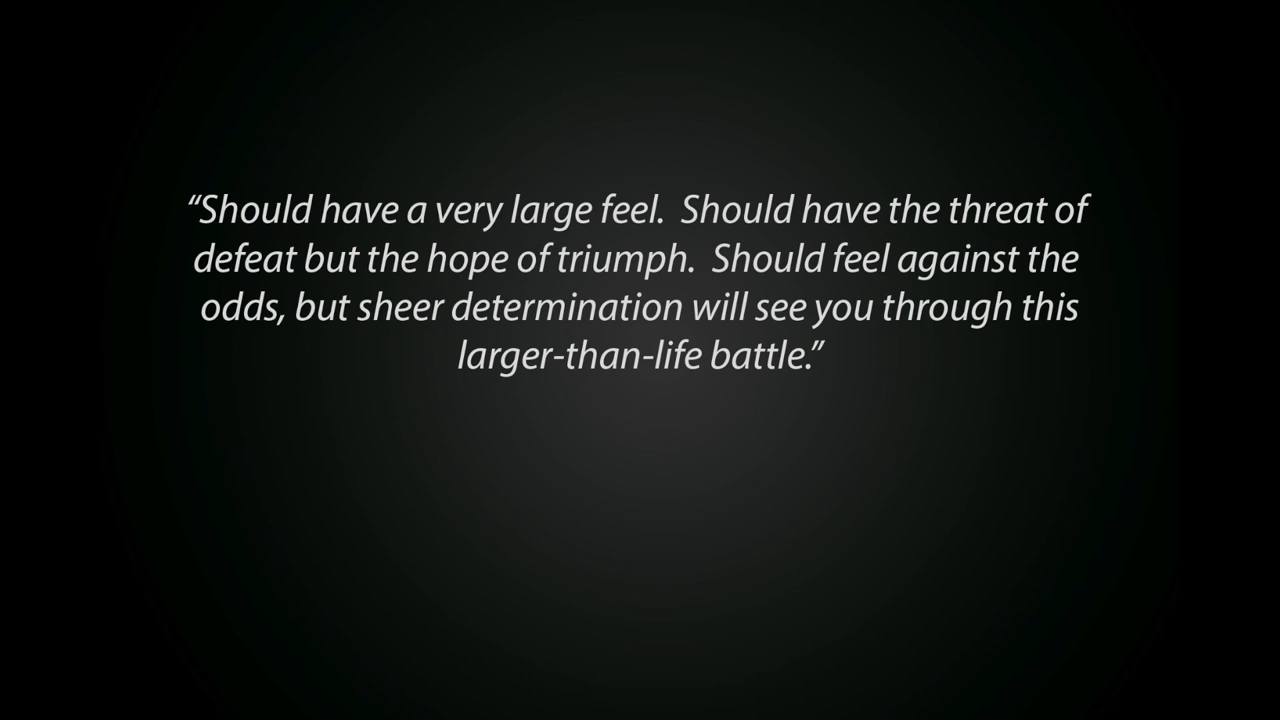 “Should have a very large feel.  Should have the threat of
defeat but the hope of triumph.  Should feel against the
odds, but sheer determination will see you through this
larger-than-life battle.”